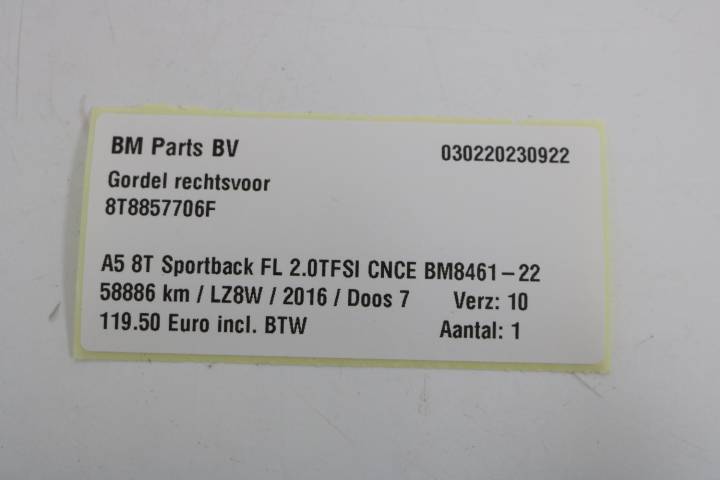 BM Parts BV 030220230922
Gordel rechtsvoor
8T8857706F
A5 8T Sportback FL 2.0TFSI CNCE BM8461-22
58886 km / LZ8W / 2016 / Doos 7 Verz: 10
119.50 Euro incl. BTW Aantal: 1